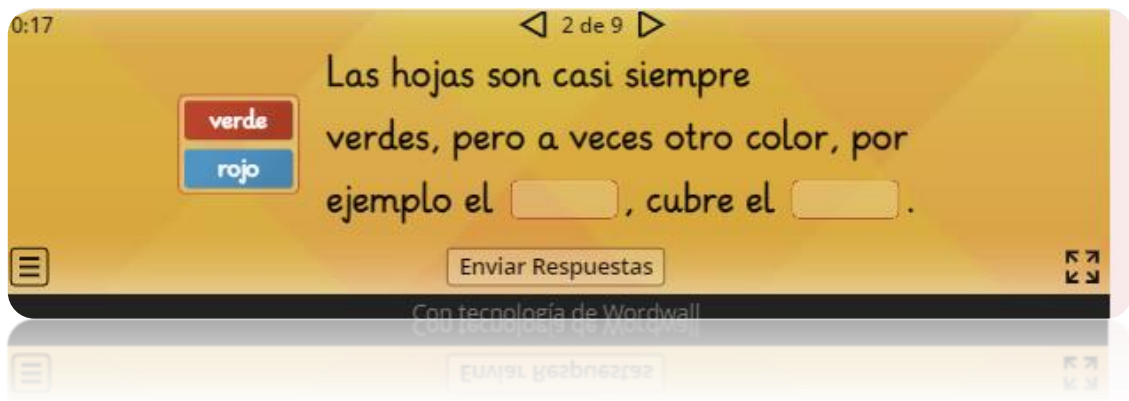 0:17
2 de 9
Las hojas son casi siempre
verde
verdes, pero a veces otro color, por
rojo
ejemplo el , cubre el .
Enviar Respuestas
Con tecnología de Wordwall